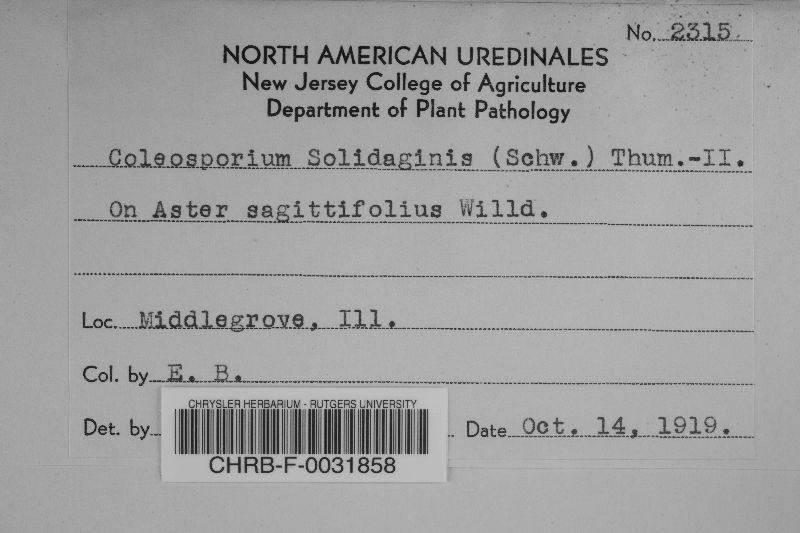 No. 2315
NORTH AMERICAN UREDINALES
New Jersey College of Agriculture
Department of Plant Pathology
Coleosporium Solidaginis (Schw.) Thum.-II.
On Aster sagittifolius Willd.
Loc. Middlegrove, Ill.
Col. by E. B.
Det. by
Date Oct. 14, 1919.
CHRYSLER HERBARIUM - RUTGERS UNIVERSITY
CHRB-F-0031858